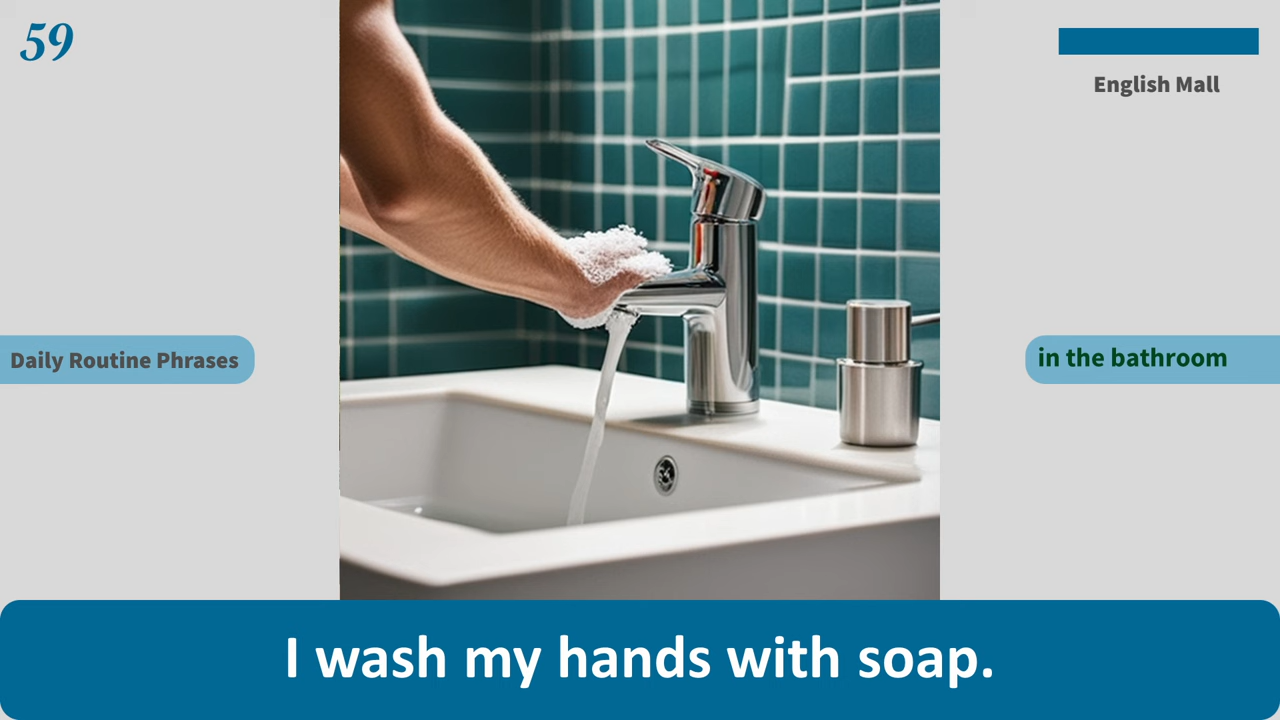 59
English Mall
Daily Routine Phrases
in the bathroom
I wash my hands with soap.